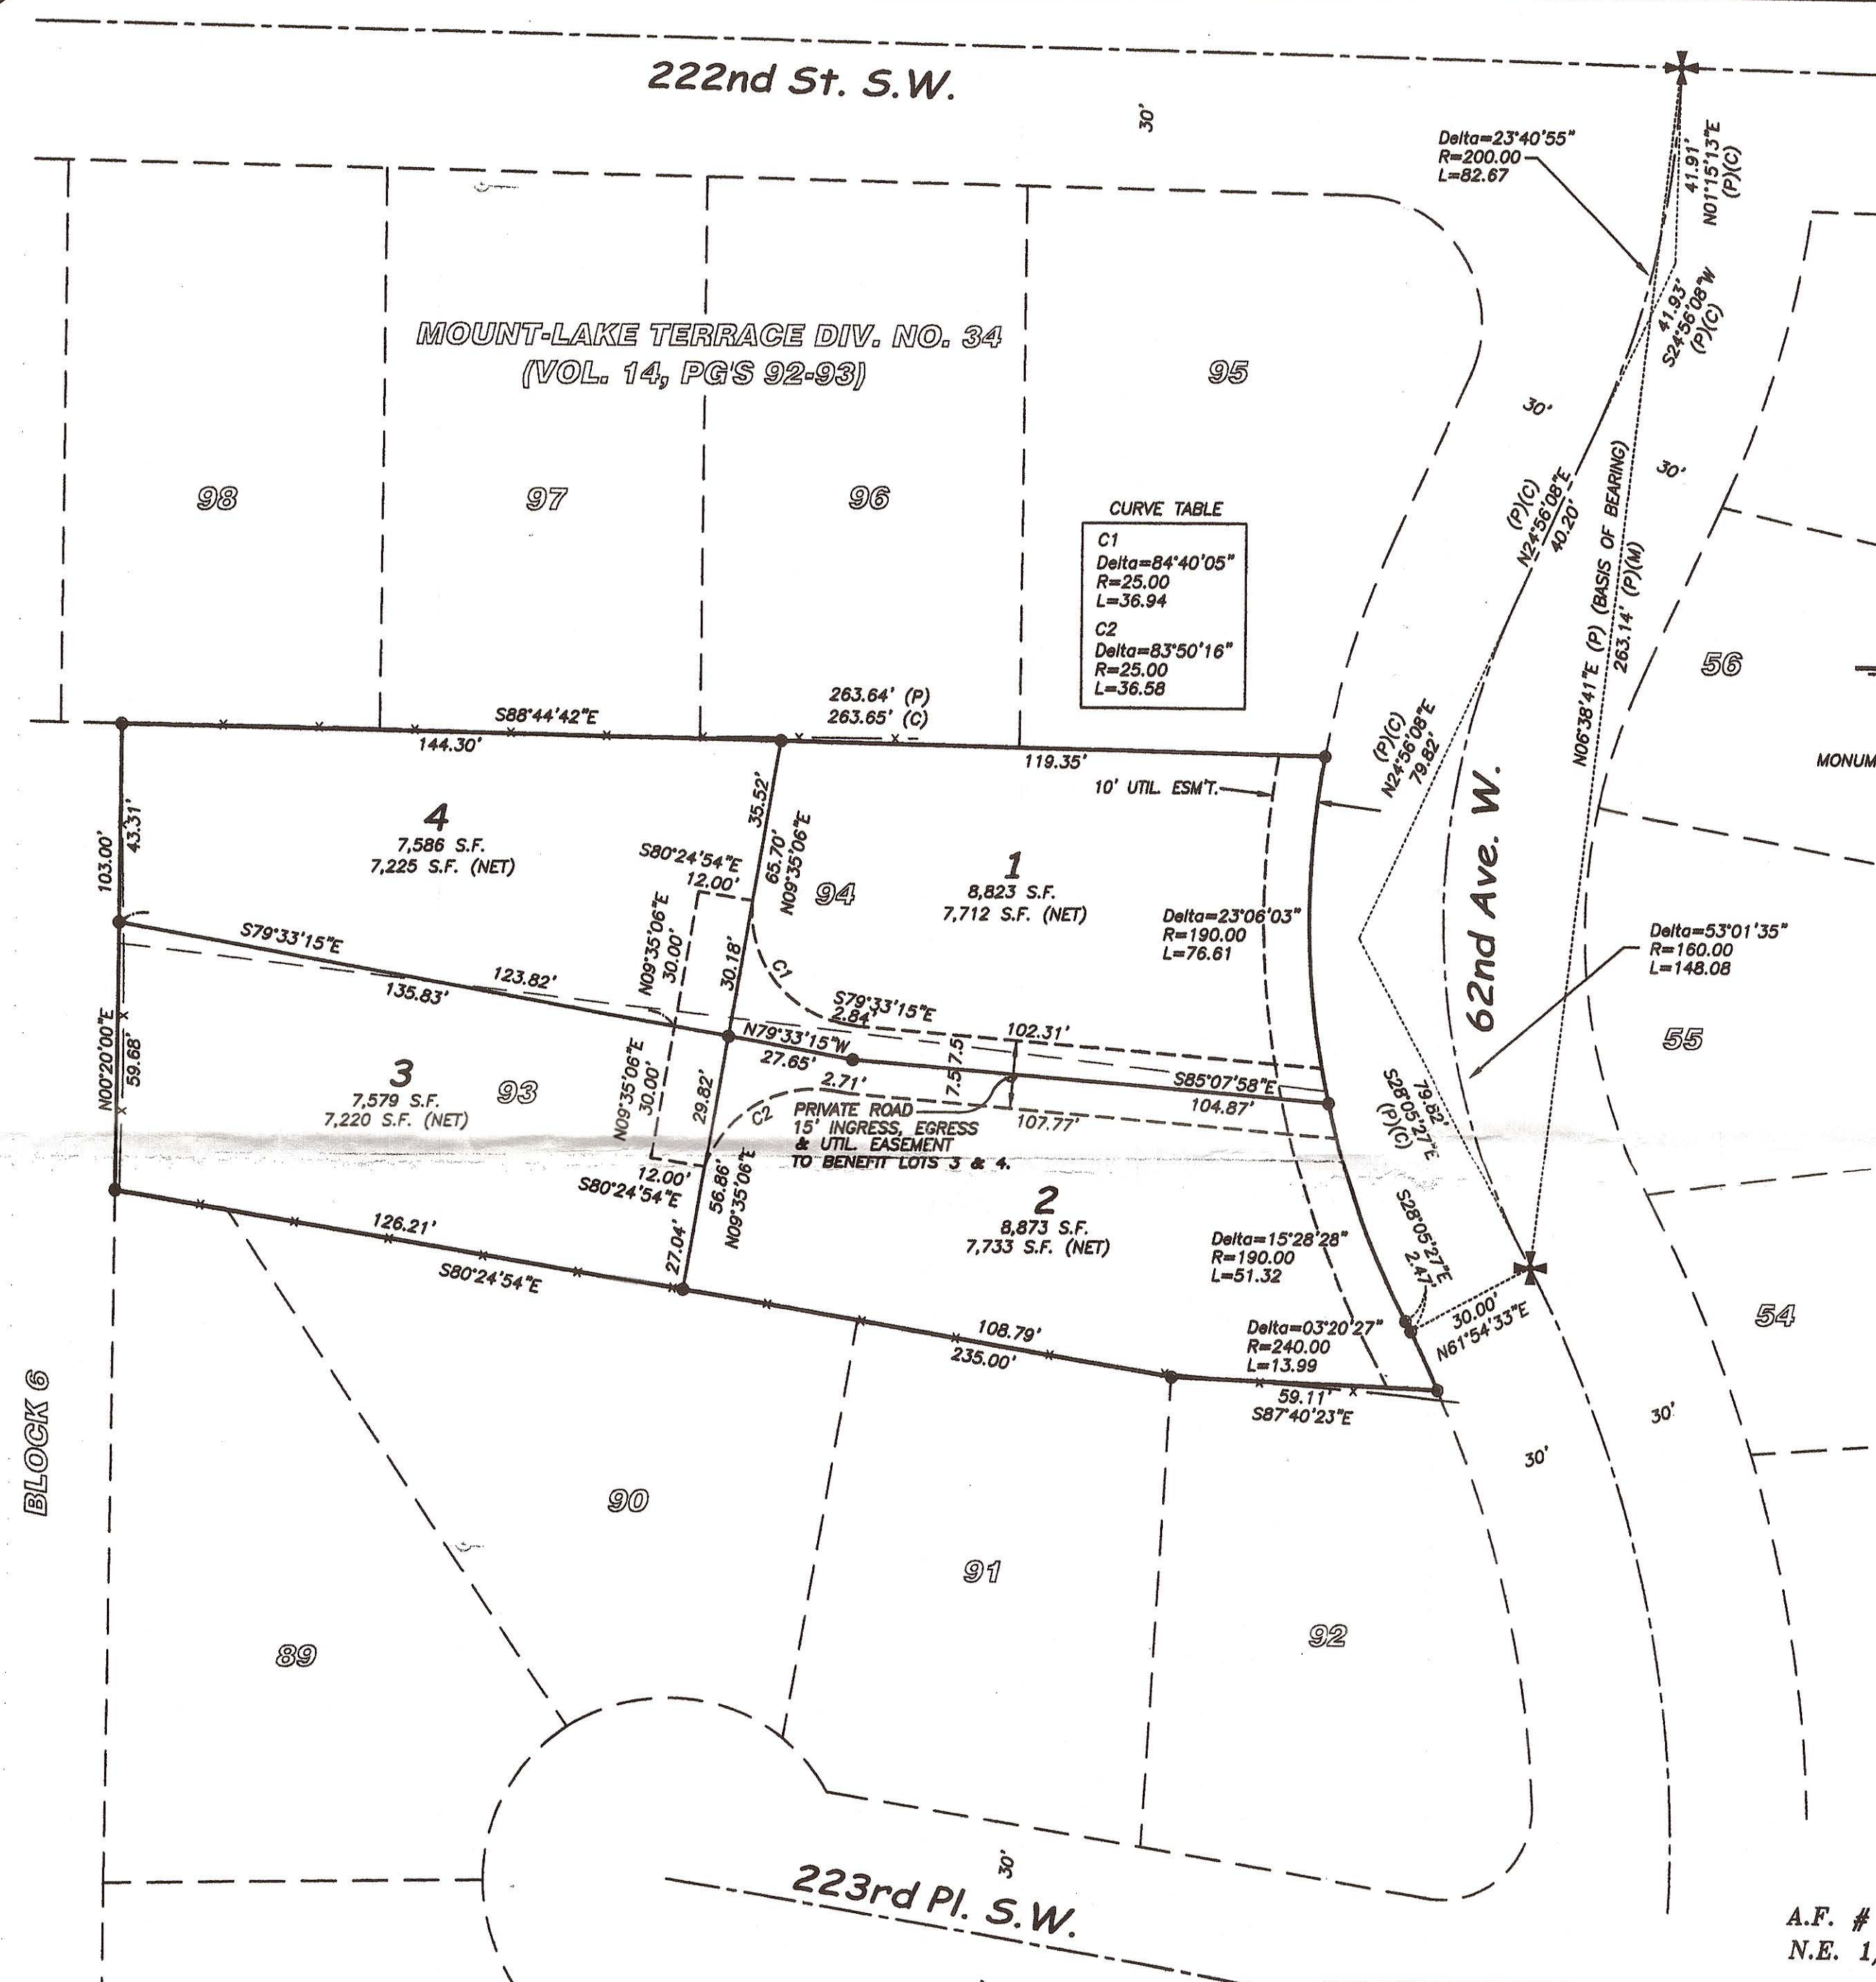 222nd St. S.W.
30'
Delta=23°40'55"
R=200.00
L=82.67
41.91'
N01°15'13"E
(P)(C)
41.93'
S24°56'08"W
(P)(C)
MOUNT-LAKE TERRACE DIV. NO. 34
(VOL. 14, PG'S 92-93)
95
98
97
96
30'
30'
CURVE TABLE
C1
Delta=84°40'05"
R=25.00
L=36.94
C2
Delta=83°50'16"
R=25.00
L=36.58
(P)(C)
N24°56'08"E
40.20'
N06°38'41"E (P) (BASIS OF BEARING)
263.14' (P)(M)
56
263.64' (P)
263.65' (C)
S88°44'42"E
144.30'
119.35'
10' UTIL. ESM'T.
(P)(C)
N24°56'08"E
79.82'
MONUM
62nd Ave. W.
103.00'
43.31'
4
7,586 S.F.
7,225 S.F. (NET)
35.52'
65.70'
N09°35'06"E
S80°24'54"E
12.00'
94
1
8,823 S.F.
7,712 S.F. (NET)
Delta=23°06'03"
R=190.00
L=76.61
Delta=53°01'35"
R=160.00
L=148.08
S79°33'15"E
123.82'
135.83'
N09°35'06"E
30.00'
30.18'
C1
S79°33'15"E
2.84'
102.31'
N79°33'15"W
27.65'
7.5
7.5
S85°07'58"E
104.87'
55
N00°20'00"E
59.68'
3
7,579 S.F.
7,220 S.F. (NET)
93
N09°35'06"E
30.00'
29.82'
2.71'
C2
PRIVATE ROAD
15' INGRESS, EGRESS
& UTIL. EASEMENT
TO BENEFIT LOTS 3 & 4.
107.77'
79.82'
S28°05'27"E
(P)(C)
12.00'
S80°24'54"E
56.86'
N09°35'06"E
27.04'
2
8,873 S.F.
7,733 S.F. (NET)
S28°05'27"E
2.47'
Delta=15°28'28"
R=190.00
L=51.32
126.21'
S80°24'54"E
30.00'
N61°54'33"E
54
Delta=03°20'27"
R=240.00
L=13.99
108.79'
235.00'
59.11'
S87°40'23"E
BLOCK 6
30'
30'
90
91
92
89
30'
223rd Pl. S.W.
A.F. #
N.E. 1